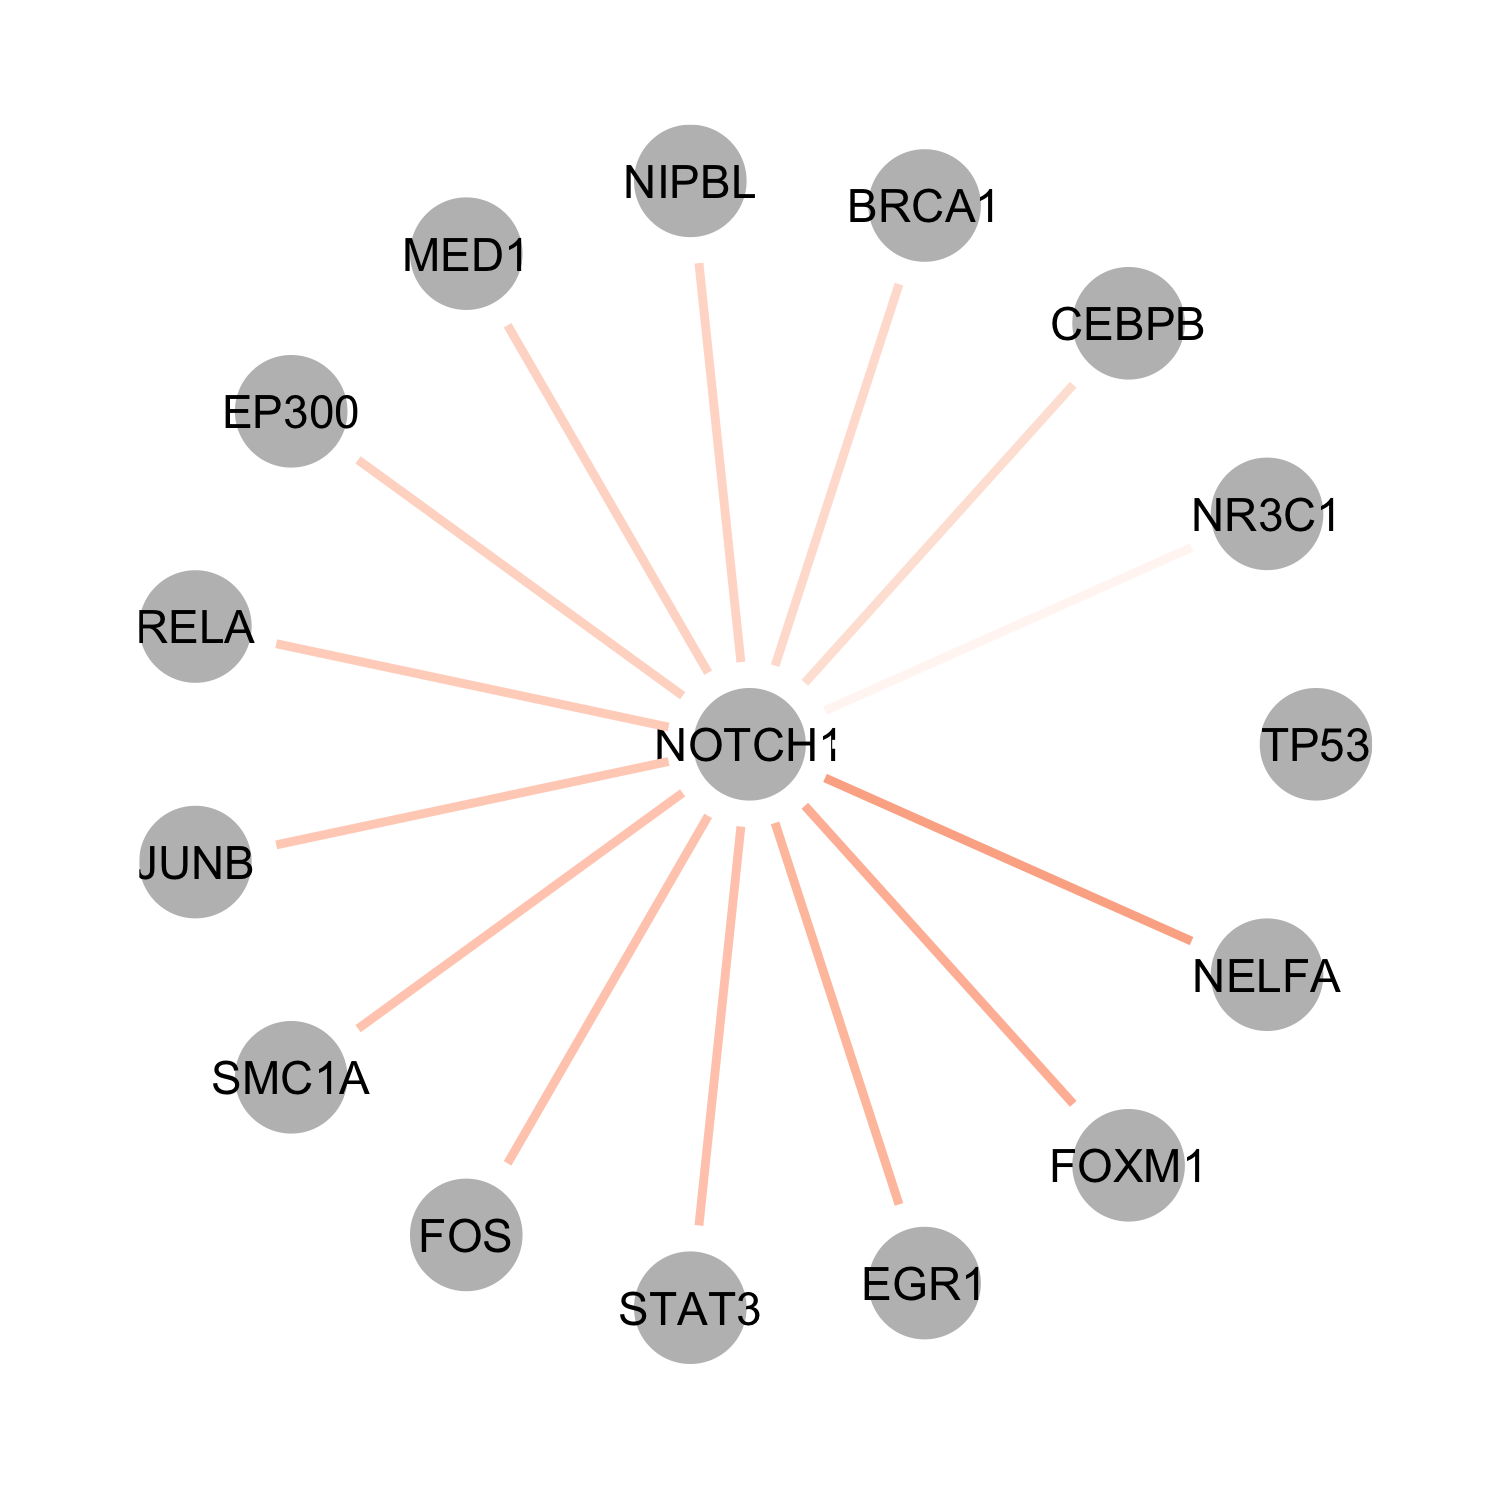 NIPBL
BRCA1
MED1
CEBPB
EP300
NR3C1
RELA
NOTCH1
TP53
JUNB
NELFA
SMC1A
FOXM1
FOS
EGR1
STAT3